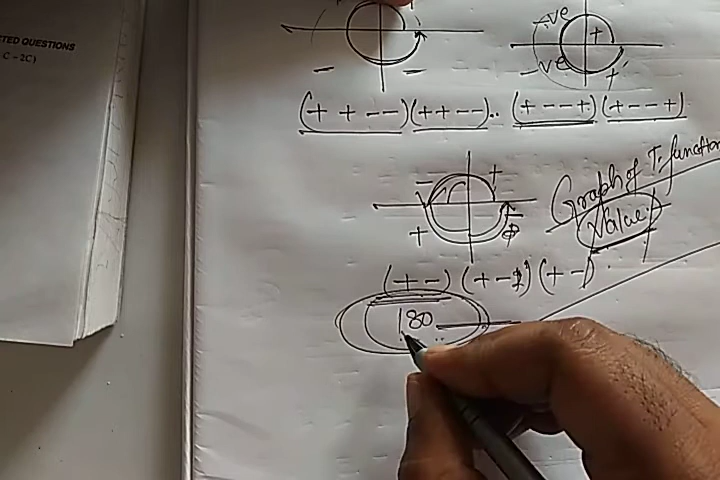 TED QUESTIONS
C – 2C)
+ve
+
– –
–ve
– +
(+ + – –) (+ + – –) .. (+ – – +) (+ – – +)
– +
+ –
Graph of T. function
Value.
(+ –) (+ –) (+ –) .
180